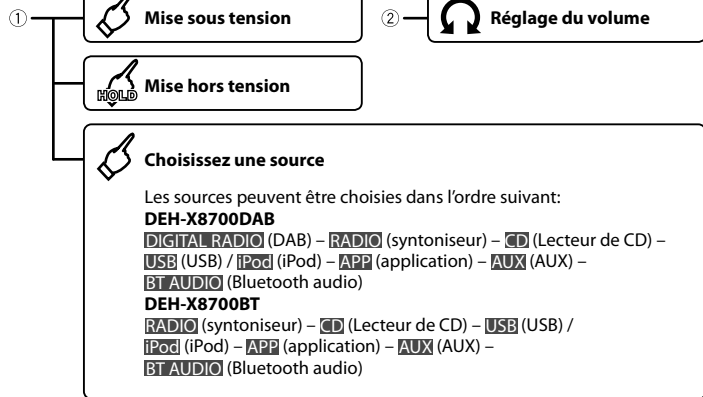 ① Mise sous tension
② Réglage du volume
HOLD Mise hors tension
Choisissez une source
Les sources peuvent être choisies dans l’ordre suivant:
DEH-X8700DAB
DIGITAL RADIO (DAB) – RADIO (syntoniseur) – CD (Lecteur de CD) –
USB (USB) / iPod (iPod) – APP (application) – AUX (AUX) –
BT AUDIO (Bluetooth audio)
DEH-X8700BT
RADIO (syntoniseur) – CD (Lecteur de CD) – USB (USB) /
iPod (iPod) – APP (application) – AUX (AUX) –
BT AUDIO (Bluetooth audio)